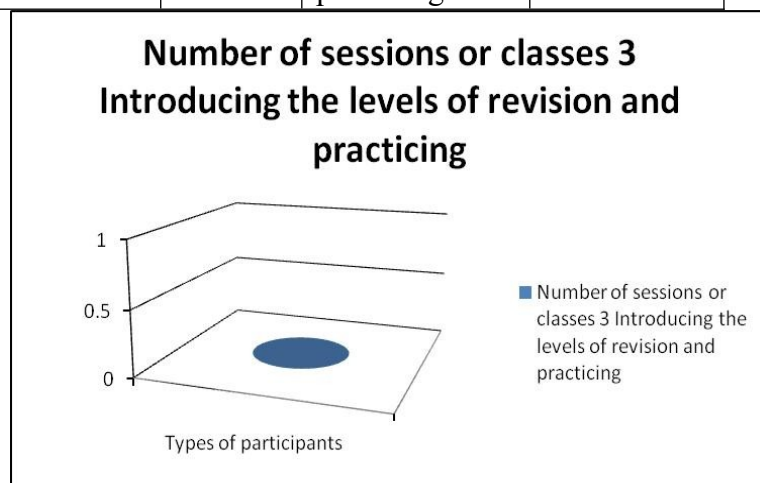 Number of sessions or classes 3
Introducing the levels of revision and
practicing
1
0.5
0
Types of participants
Number of sessions or
classes 3 Introducing the
levels of revision and
practicing